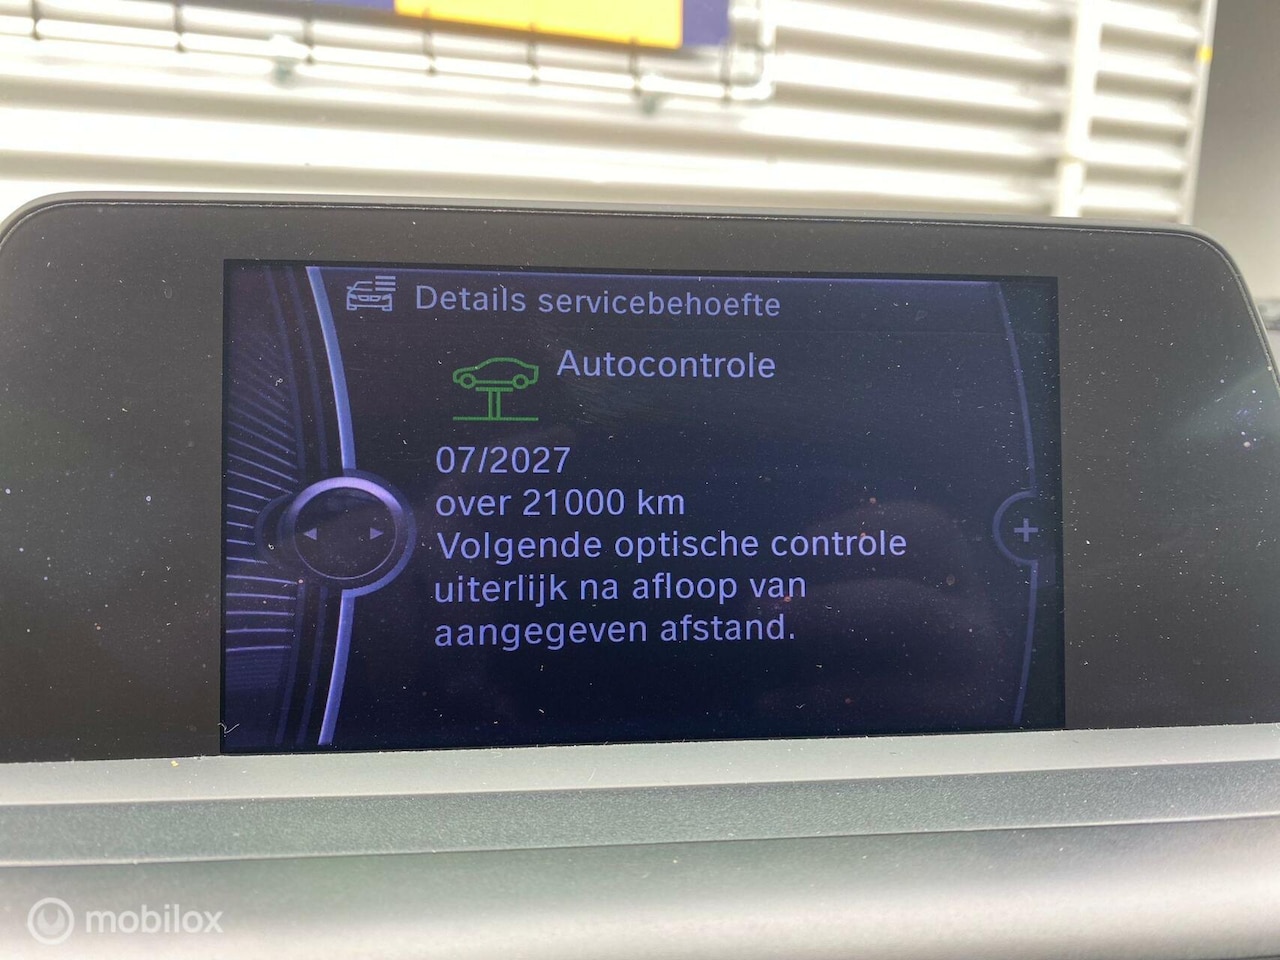 Details servicebehoefte
Autocontrole
07/2027
over 21000 km
Volgende optische controle
uiterlijk na afloop van
aangegeven afstand.
mobilox